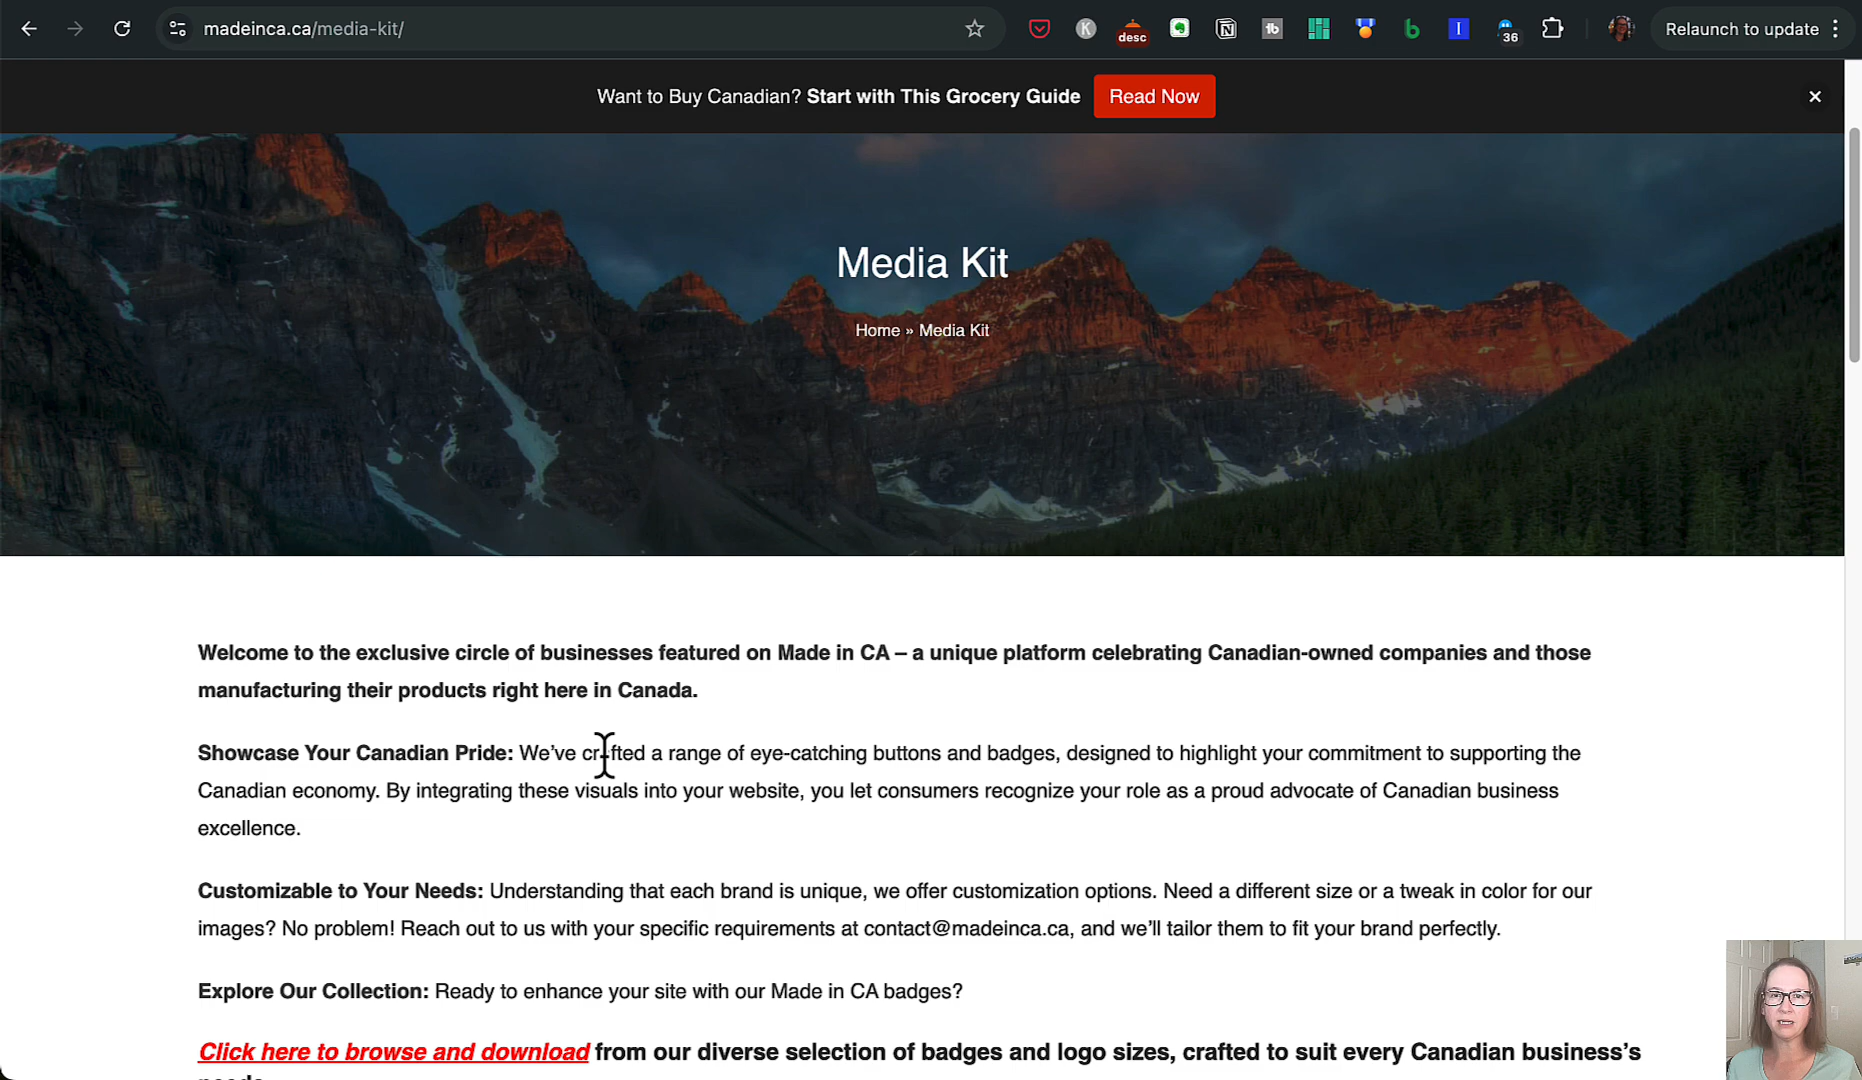 madeinca.ca/media-kit/
K
desc
N
tb
b
I
36
Relaunch to update
Want to Buy Canadian? Start with This Grocery Guide Read Now
Media Kit
Home » Media Kit
Welcome to the exclusive circle of businesses featured on Made in CA – a unique platform celebrating Canadian-owned companies and those
manufacturing their products right here in Canada.
Showcase Your Canadian Pride: We’ve crafted a range of eye-catching buttons and badges, designed to highlight your commitment to supporting the
Canadian economy. By integrating these visuals into your website, you let consumers recognize your role as a proud advocate of Canadian business
excellence.
Customizable to Your Needs: Understanding that each brand is unique, we offer customization options. Need a different size or a tweak in color for our
images? No problem! Reach out to us with your specific requirements at contact@madeinca.ca, and we’ll tailor them to fit your brand perfectly.
Explore Our Collection: Ready to enhance your site with our Made in CA badges?
Click here to browse and download from our diverse selection of badges and logo sizes, crafted to suit every Canadian business’s